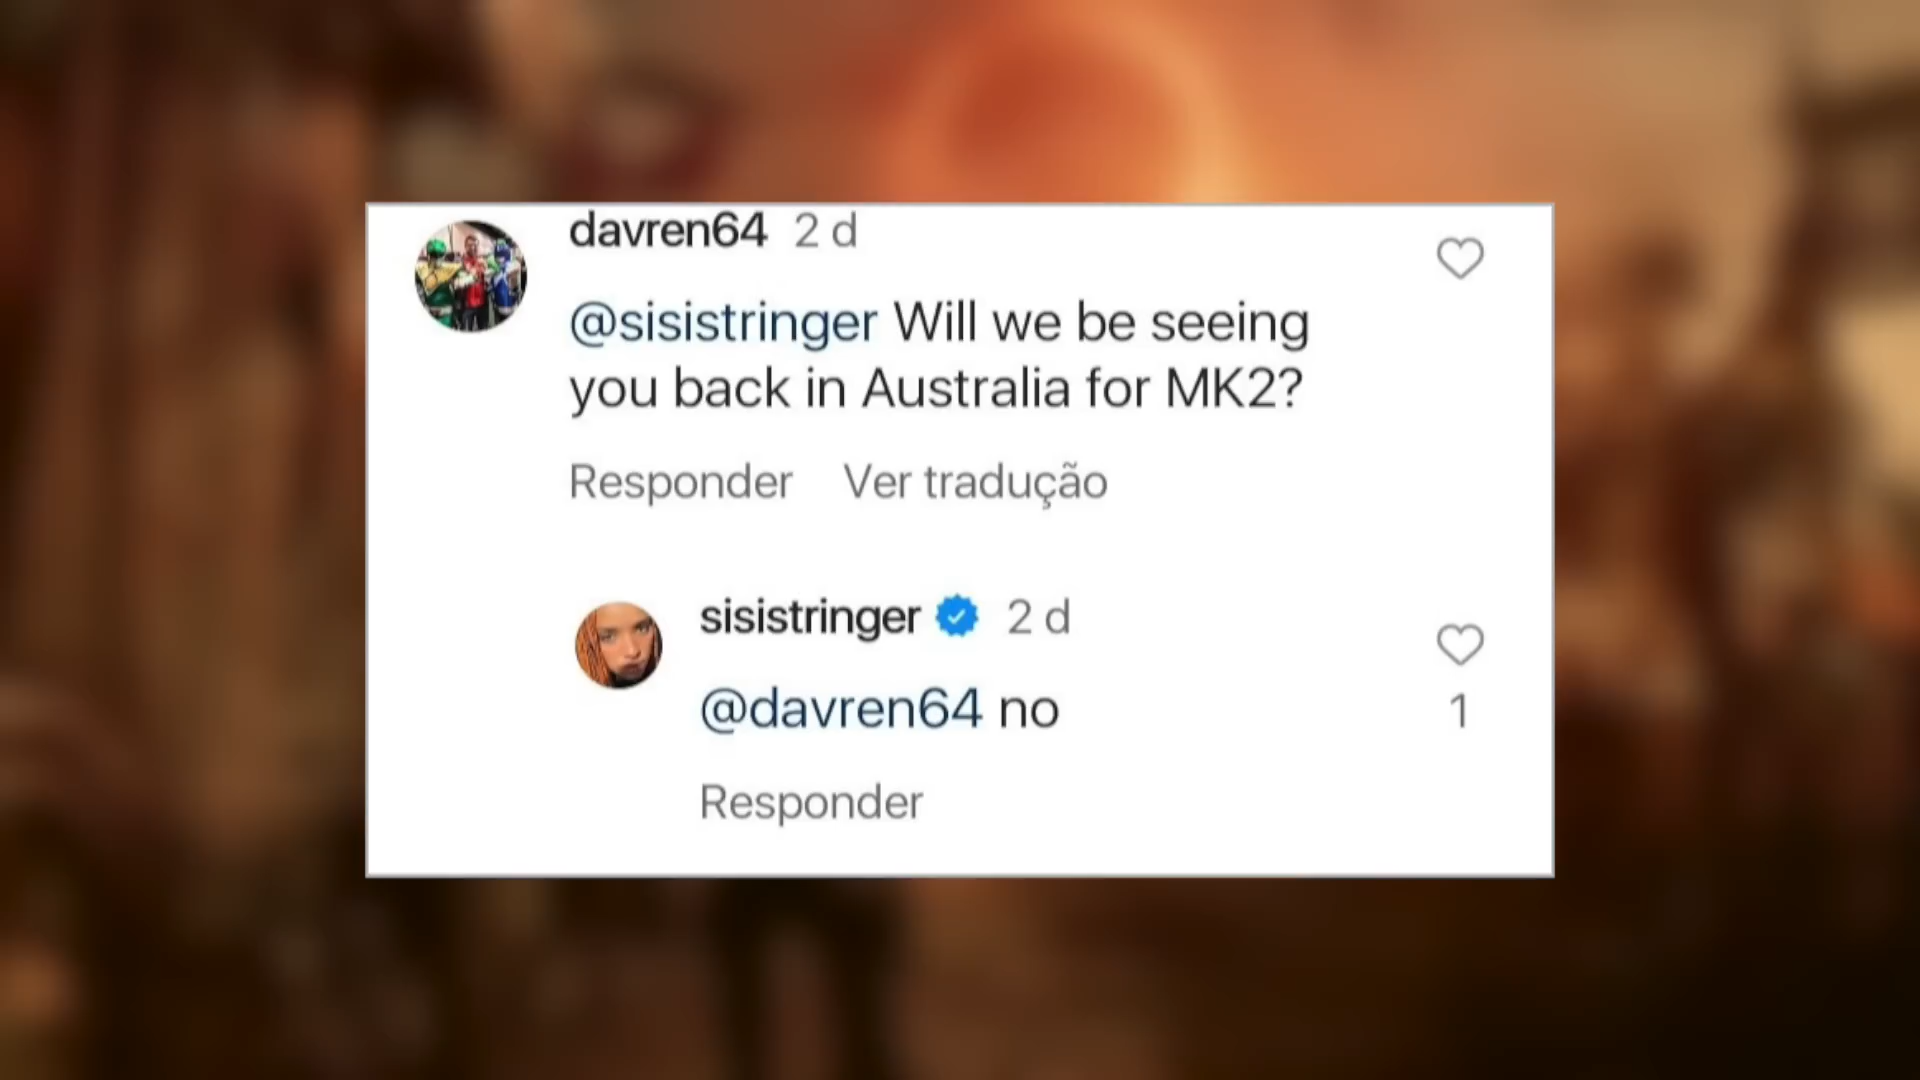 davren64 2 d
@sisistringer Will we be seeing
you back in Australia for MK2?
Responder Ver tradução
sisistringer 2 d
@davren64 no
1
Responder